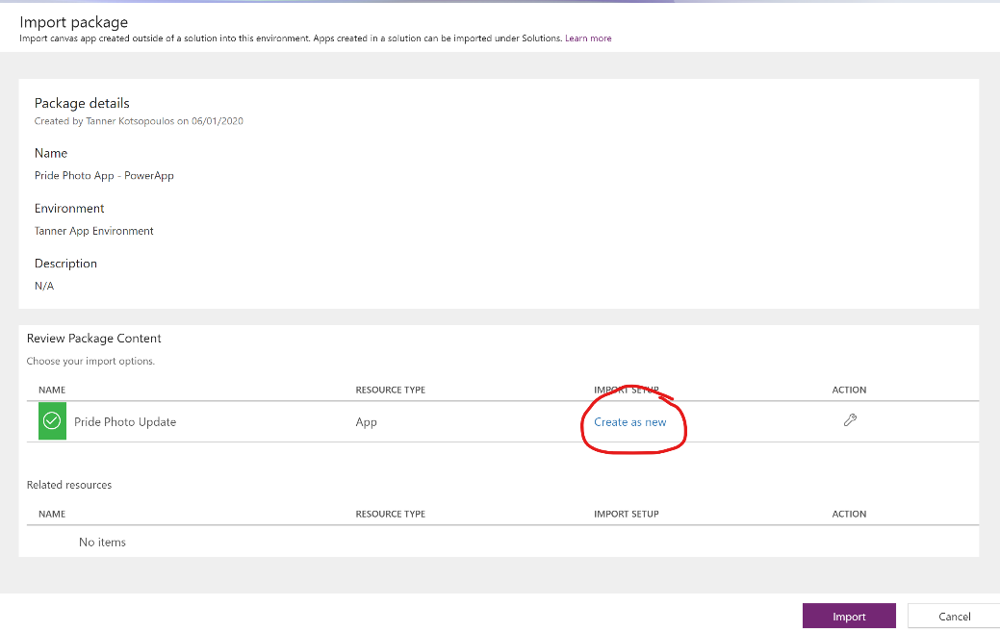 Import package
Import canvas app created outside of a solution into this environment. Apps created in a solution can be imported under Solutions. Learn more
Package details
Created by Tanner Kotsopoulos on 06/01/2020
Name
Pride Photo App - PowerApp
Environment
Tanner App Environment
Description
N/A
Review Package Content
Choose your import options.
NAME RESOURCE TYPE IMPORT SETUP ACTION
Pride Photo Update App Create as new
Related resources
NAME RESOURCE TYPE IMPORT SETUP ACTION
No items
Import Cancel